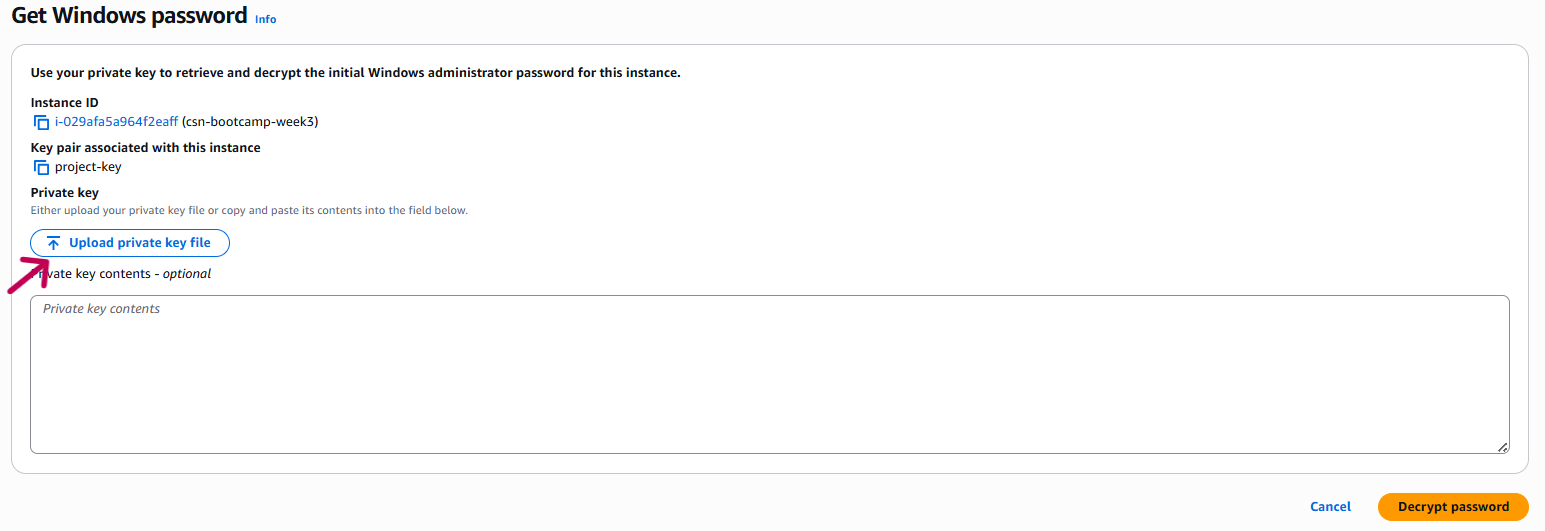 Get Windows password Info
Use your private key to retrieve and decrypt the initial Windows administrator password for this instance.
Instance ID
i-029afa5a964f2eaff (csn-bootcamp-week3)
Key pair associated with this instance
project-key
Private key
Either upload your private key file or copy and paste its contents into the field below.
Upload private key file
Private key contents - optional
Private key contents
Cancel Decrypt password